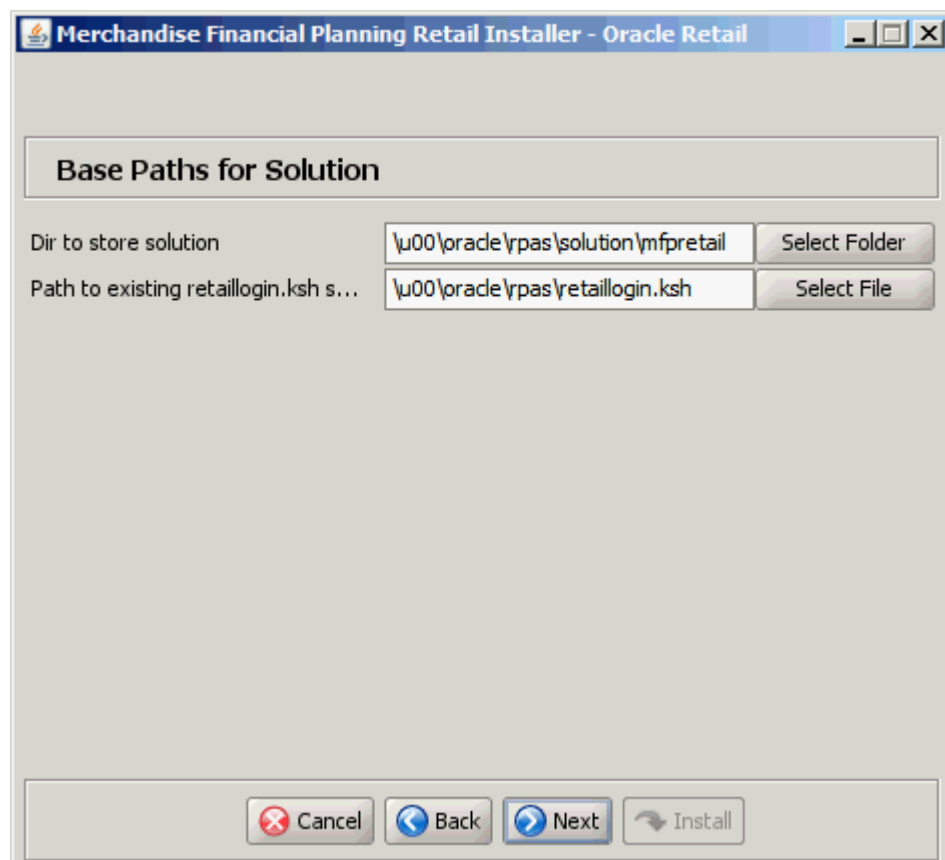 Merchandise Financial Planning Retail Installer - Oracle Retail
Base Paths for Solution
Dir to store solution \u00\oracle\rpas\solution\mfpretail Select Folder
Path to existing retaillogin.ksh s... \u00\oracle\rpas\retaillogin.ksh Select File
Cancel Back Next Install